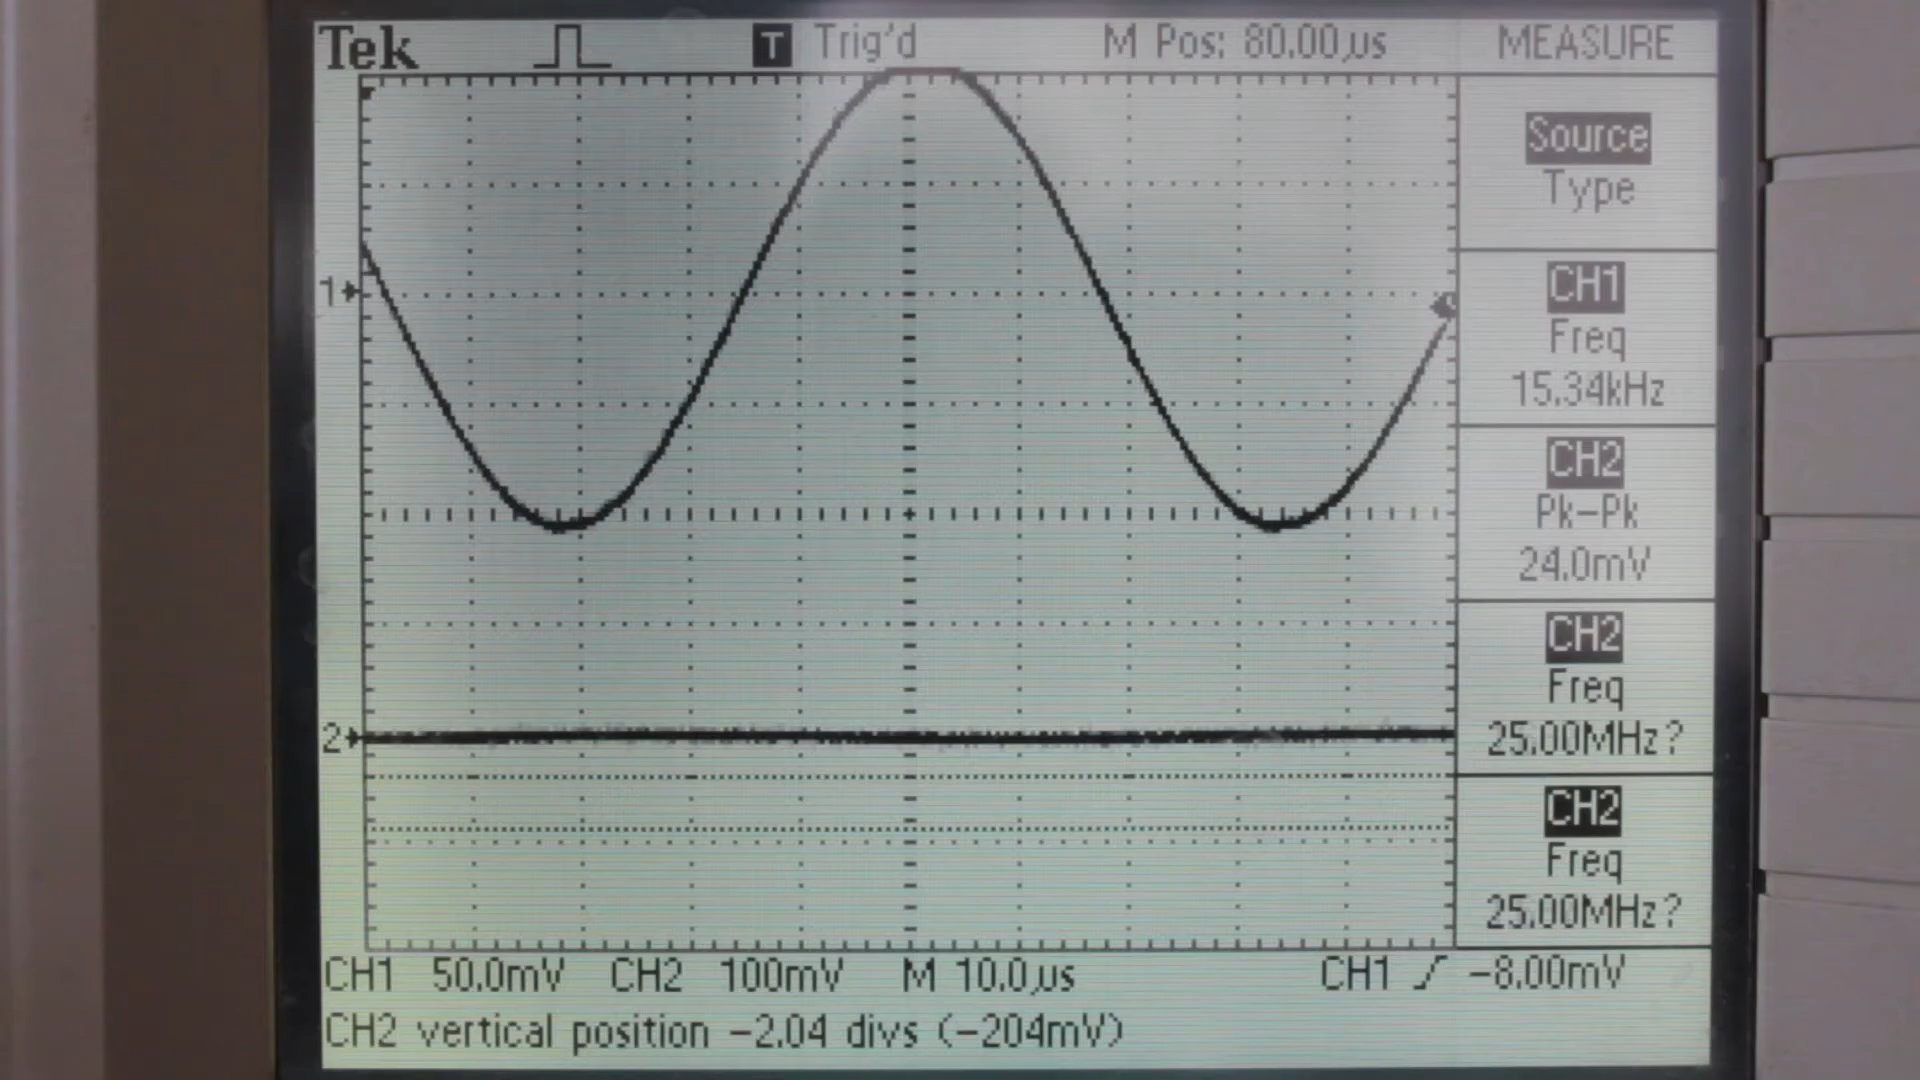 Tek T Trig'd M Pos: 80.00µs MEASURE
Source
Type
1
CH1
Freq
15.34kHz
CH2
Pk-Pk
24.0mV
CH2
Freq
2
25.00MHz?
CH2
Freq
25.00MHz?
CH1 50.0mV CH2 100mV M 10.0µs CH1 -8.00mV
CH2 vertical position -2.04 divs (-204mV)